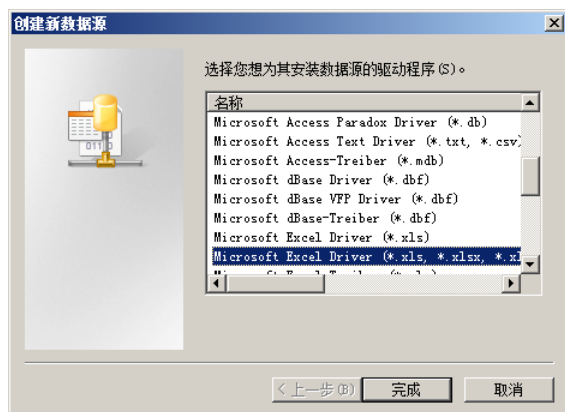 创建新数据源
选择您想为其安装数据源的驱动程序(S)。
名称
Microsoft Access Paradox Driver (*.db)
Microsoft Access Text Driver (*.txt, *.csv)
Microsoft Access-Treiber (*.mdb)
Microsoft dBase Driver (*.dbf)
Microsoft dBase VFP Driver (*.dbf)
Microsoft dBase-Treiber (*.dbf)
Microsoft Excel Driver (*.xls)
Microsoft Excel Driver (*.xls, *.xlsx, *.xl
< 上一步(B)
完成
取消